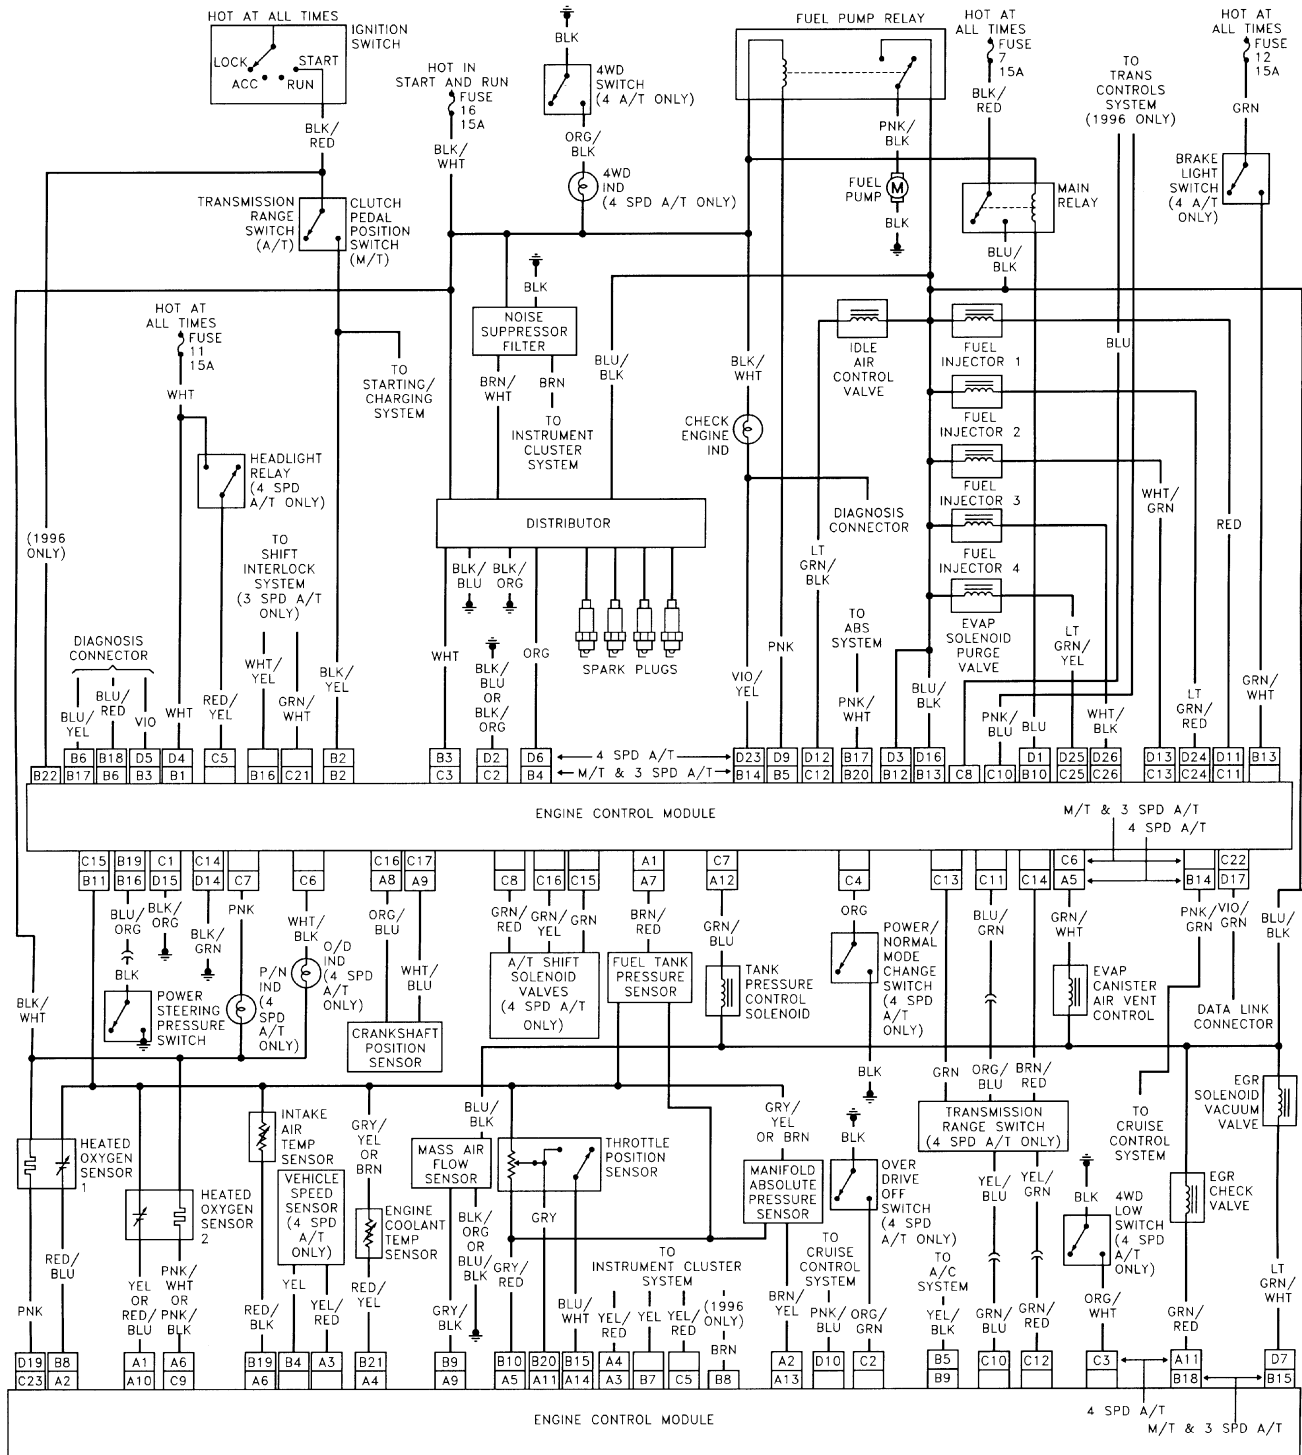 HOT AT ALL TIMES
IGNITION
SWITCH
LOCK
START
ACC
RUN
BLK/
RED
HOT IN
START AND RUN
FUSE
16
15A
BLK/
WHT
BLK
4WD
SWITCH
(4 A/T ONLY)
ORG/
BLK
4WD
IND
(4 SPD A/T ONLY)
FUEL PUMP RELAY
PNK/
BLK
FUEL
PUMP
M
BLK
HOT AT
ALL TIMES
FUSE
7
15A
BLK/
RED
MAIN
RELAY
BLU/
BLK
TO
TRANS
CONTROLS
SYSTEM
(1996 ONLY)
HOT AT
ALL TIMES
FUSE
12
15A
GRN
BRAKE
LIGHT
SWITCH
(4 A/T
ONLY)
TRANSMISSION
RANGE
SWITCH
(A/T)
CLUTCH
PEDAL
POSITION
SWITCH
(M/T)
HOT AT
ALL TIMES
FUSE
11
15A
WHT
TO
STARTING/
CHARGING
SYSTEM
BLK
NOISE
SUPPRESSOR
FILTER
BRN/
WHT
BRN
TO
INSTRUMENT
CLUSTER
SYSTEM
BLU/
BLK
BLK/
WHT
CHECK
ENGINE
IND
DIAGNOSIS
CONNECTOR
IDLE
AIR
CONTROL
VALVE
FUEL
INJECTOR 1
FUEL
INJECTOR 2
FUEL
INJECTOR 3
FUEL
INJECTOR 4
EVAP
SOLENOID
PURGE
VALVE
BLU
WHT/
GRN
RED
HEADLIGHT
RELAY
(4 SPD
A/T ONLY)
(1996
ONLY)
TO
SHIFT
INTERLOCK
SYSTEM
(3 SPD A/T
ONLY)
DISTRIBUTOR
BLK/
BLU
BLK/
ORG
SPARK PLUGS
LT
GRN/
BLK
TO
ABS
SYSTEM
DIAGNOSIS
CONNECTOR
BLU/
YEL
BLU/
RED
VIO
WHT
RED/
YEL
WHT/
YEL
GRN/
WHT
BLK/
YEL
WHT
BLK/
BLU
OR
BLK/
ORG
ORG
VIO/
YEL
PNK
PNK/
WHT
BLU/
BLK
PNK/
BLU
BLU
LT
GRN/
YEL
WHT/
BLK
LT
GRN/
RED
GRN/
WHT
B6 B18 D5 D4 C5 B2 B3 D2 D6 4 SPD A/T D23 D9 D12 B17 D3 D16 D1 D25 D26 D13 D24 D11 B13
B22 B17 B6 B3 B1 B16 C21 B2 C3 C2 B4 M/T & 3 SPD A/T B14 B5 C12 B20 B12 B13 C8 C10 B10 C25 C26 C13 C24 C11
ENGINE CONTROL MODULE
M/T & 3 SPD A/T
4 SPD A/T
C15 B19 C1 C14 C16 C17 A1 C7 C6 C22
B11 B16 D15 D14 C7 C6 A8 A9 C8 C16 C15 A7 A12 C4 C13 C11 C14 A5 B14 D17
BLU/
ORG
BLK
BLK/
ORG
BLK/
GRN
PNK
WHT/
BLK
ORG/
BLU
WHT/
BLU
GRN/
RED
GRN/
YEL
GRN
BRN/
RED
GRN/
BLU
ORG
BLU/
GRN
GRN/
WHT
PNK/
GRN
VIO/
GRN
BLU/
BLK
BLK/
WHT
POWER
STEERING
PRESSURE
SWITCH
P/N
IND
(4
SPD
A/T
ONLY)
O/D
IND
(4 SPD
A/T
ONLY)
CRANKSHAFT
POSITION
SENSOR
A/T SHIFT
SOLENOID
VALVES
(4 SPD A/T
ONLY)
FUEL TANK
PRESSURE
SENSOR
TANK
PRESSURE
CONTROL
SOLENOID
POWER/
NORMAL
MODE
CHANGE
SWITCH
(4 SPD
A/T
ONLY)
BLK
EVAP
CANISTER
AIR VENT
CONTROL
DATA LINK
CONNECTOR
GRN
ORG/
BLU
BRN/
RED
TRANSMISSION
RANGE SWITCH
(4 SPD A/T ONLY)
TO
CRUISE
CONTROL
SYSTEM
EGR
SOLENOID
VACUUM
VALVE
HEATED
OXYGEN
SENSOR
1
HEATED
OXYGEN
SENSOR
2
INTAKE
AIR
TEMP
SENSOR
VEHICLE
SPEED
SENSOR
(4 SPD
A/T
ONLY)
GRY/
YEL
OR
BRN
ENGINE
COOLANT
TEMP
SENSOR
BLU/
BLK
MASS AIR
FLOW
SENSOR
BLK/
ORG
OR
BLU/
BLK
THROTTLE
POSITION
SENSOR
GRY
GRY/
YEL
OR BRN
MANIFOLD
ABSOLUTE
PRESSURE
SENSOR
BLK
OVER
DRIVE
OFF
SWITCH
(4 SPD
A/T ONLY)
YEL/
BLU
YEL/
GRN
BLK
4WD
LOW
SWITCH
(4 SPD
A/T
ONLY)
EGR
CHECK
VALVE
PNK
RED/
BLU
YEL
OR
RED/
BLU
PNK/
WHT
OR
PNK/
BLK
RED/
BLK
YEL
YEL/
RED
RED/
YEL
GRY/
BLK
GRY/
RED
BLU/
WHT
TO
INSTRUMENT CLUSTER
SYSTEM
YEL/
RED
YEL
YEL/
RED
(1996
ONLY)
BRN
BRN/
YEL
TO
CRUISE
CONTROL
SYSTEM
PNK/
BLU
ORG/
GRN
TO
A/C
SYSTEM
YEL/
BLK
GRN/
BLU
GRN/
RED
ORG/
WHT
GRN/
RED
LT
GRN/
WHT
D19 B8 A1 A6 B19 B4 A3 B21 B9 B10 B20 B15 A4 A2 D10 C2 B5 C3 A11 D7
C23 A2 A10 C9 A6 A4 A9 A5 A11 A14 A3 B7 C5 B8 A13 B9 C10 C12 B18 B15
ENGINE CONTROL MODULE
4 SPD A/T
M/T & 3 SPD A/T